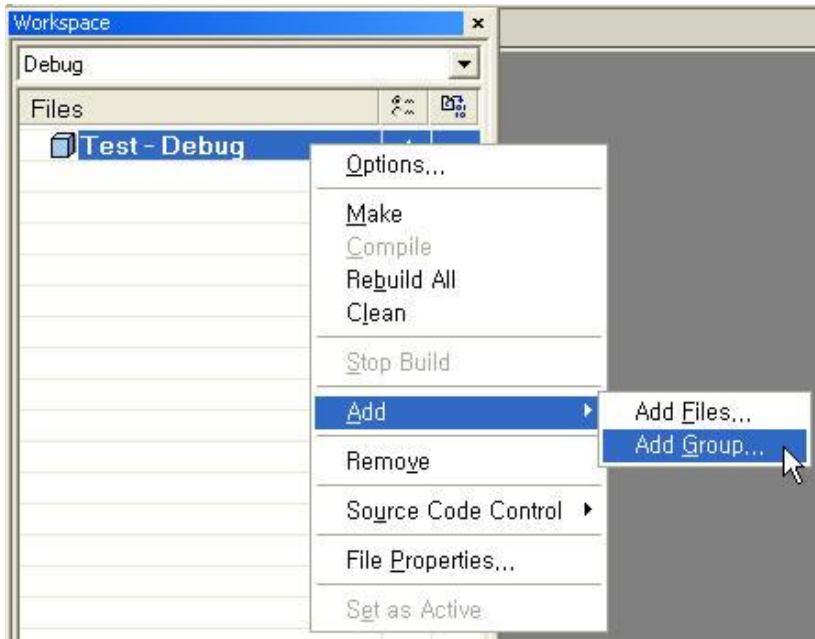 Workspace
Debug
Files
Test - Debug
Options...
Make
Compile
Rebuild All
Clean
Stop Build
Add
Add Files...
Add Group...
Remove
Source Code Control
File Properties...
Set as Active